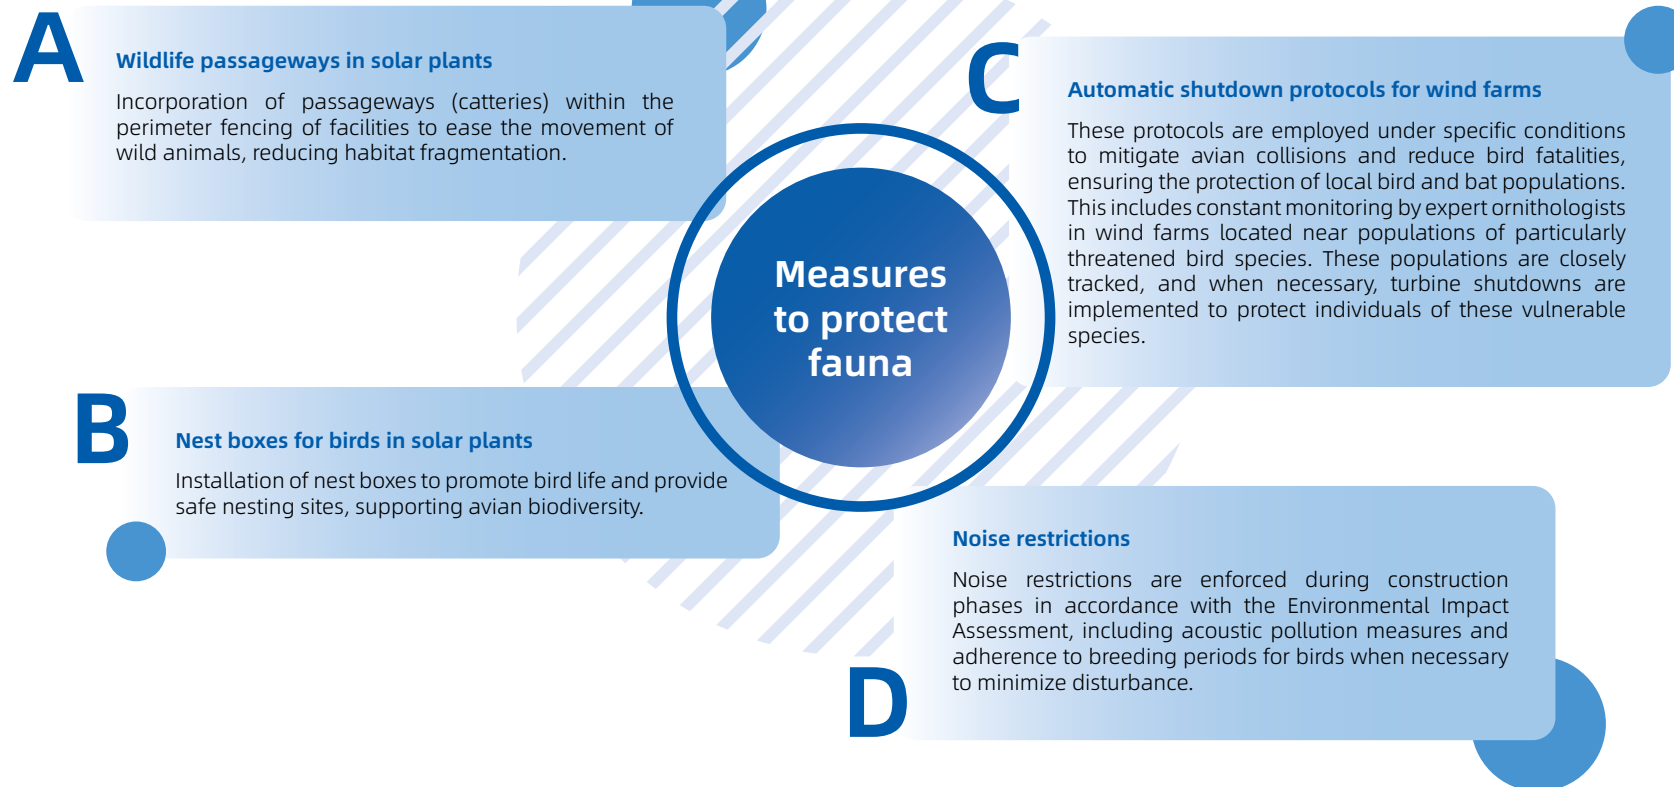 A
Wildlife passageways in solar plants
Incorporation of passageways (catteries) within the
perimeter fencing of facilities to ease the movement of
wild animals, reducing habitat fragmentation.
B
Nest boxes for birds in solar plants
Installation of nest boxes to promote bird life and provide
safe nesting sites, supporting avian biodiversity.
Measures
to protect
fauna
C
Automatic shutdown protocols for wind farms
These protocols are employed under specific conditions
to mitigate avian collisions and reduce bird fatalities,
ensuring the protection of local bird and bat populations.
This includes constant monitoring by expert ornithologists
in wind farms located near populations of particularly
threatened bird species. These populations are closely
tracked, and when necessary, turbine shutdowns are
implemented to protect individuals of these vulnerable
species.
D
Noise restrictions
Noise restrictions are enforced during construction
phases in accordance with the Environmental Impact
Assessment, including acoustic pollution measures and
adherence to breeding periods for birds when necessary
to minimize disturbance.